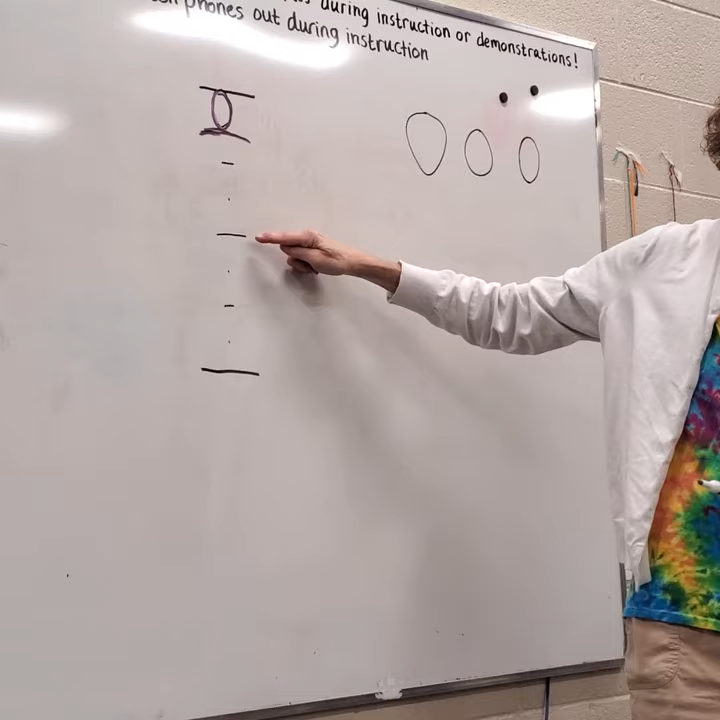 during instruction or demonstrations!
phones out during instruction